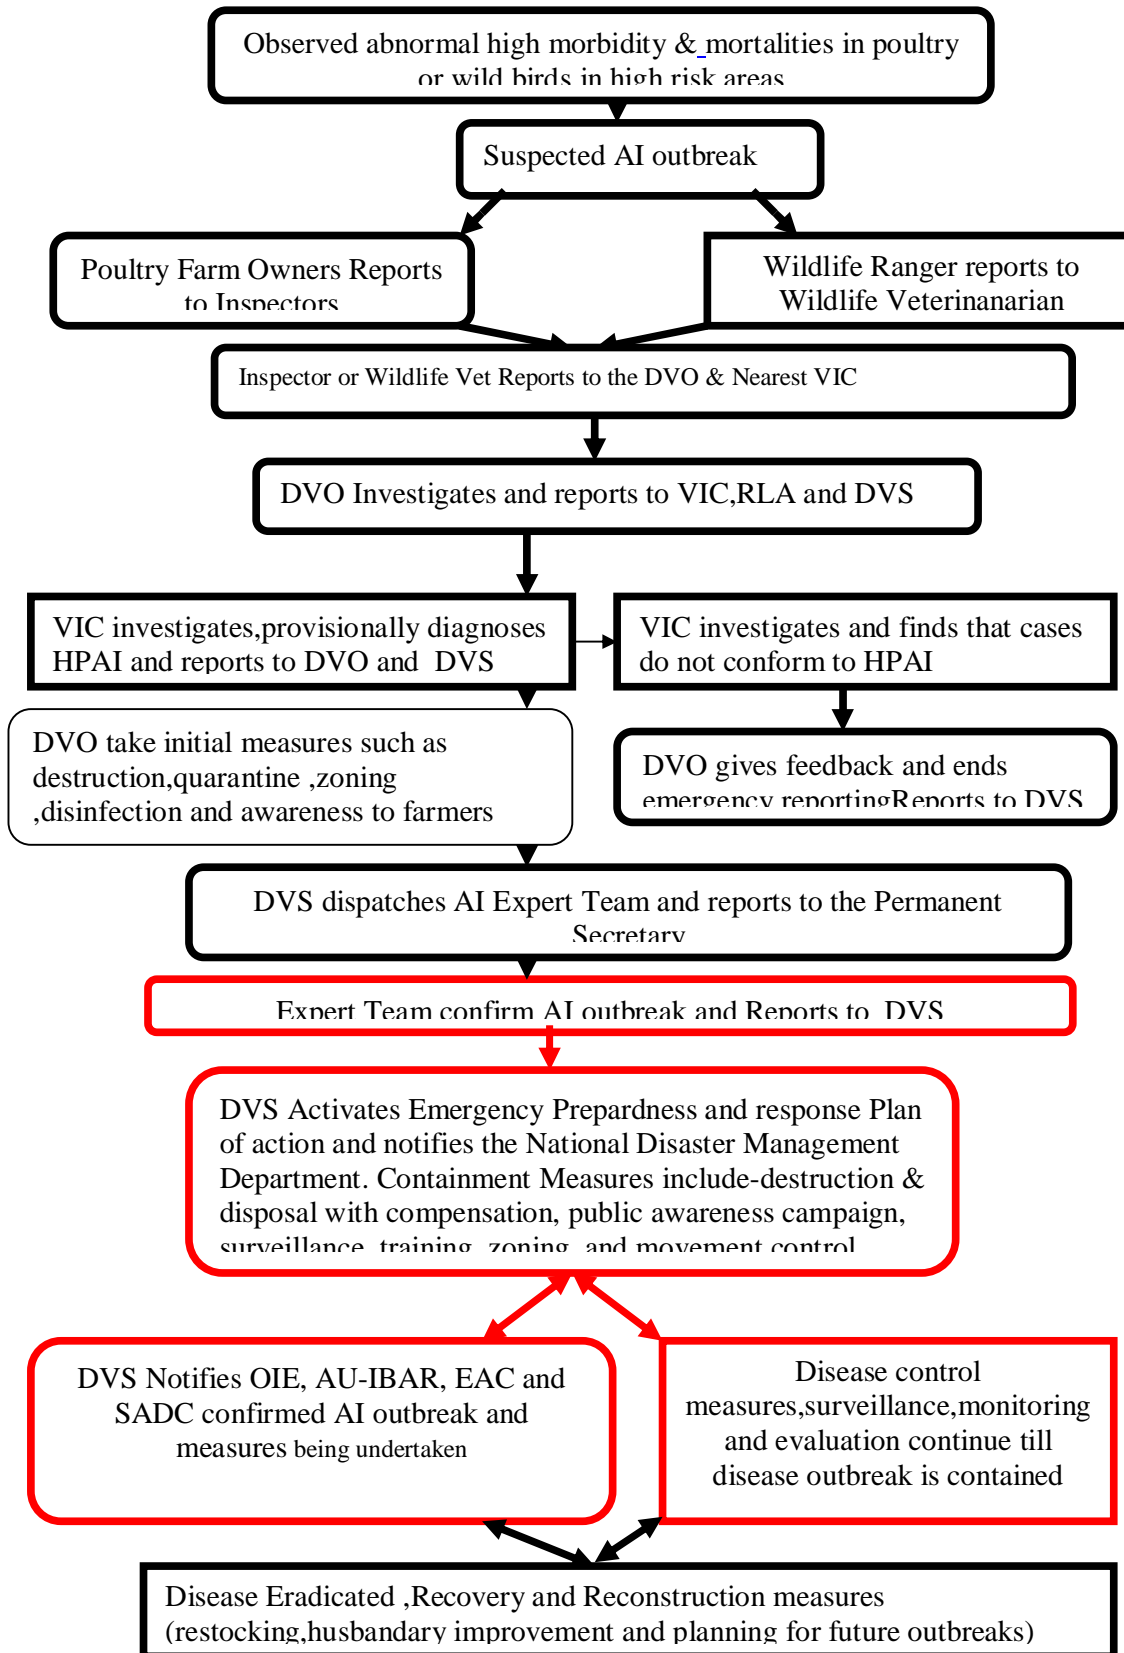 Observed abnormal high morbidity & mortalities in poultry
or wild birds in high risk areas
Suspected AI outbreak
Poultry Farm Owners Reports
to Inspectors
Wildlife Ranger reports to
Wildlife Veterinanarian
Inspector or Wildlife Vet Reports to the DVO & Nearest VIC
DVO Investigates and reports to VIC,RLA and DVS
VIC investigates,provisionally diagnoses
HPAI and reports to DVO and DVS
VIC investigates and finds that cases
do not conform to HPAI
DVO take initial measures such as
destruction,quarantine ,zoning
,disinfection and awareness to farmers
DVO gives feedback and ends
emergency reportingReports to DVS
DVS dispatches AI Expert Team and reports to the Permanent
Secretary
Expert Team confirm AI outbreak and Reports to DVS
DVS Activates Emergency Prepardness and response Plan
of action and notifies the National Disaster Management
Department. Containment Measures include-destruction &
disposal with compensation, public awareness campaign,
surveillance, training, zoning, and movement control
DVS Notifies OIE, AU-IBAR, EAC and
SADC confirmed AI outbreak and
measures being undertaken
Disease control
measures,surveillance,monitoring
and evaluation continue till
disease outbreak is contained
Disease Eradicated ,Recovery and Reconstruction measures
(restocking,husbandary improvement and planning for future outbreaks)